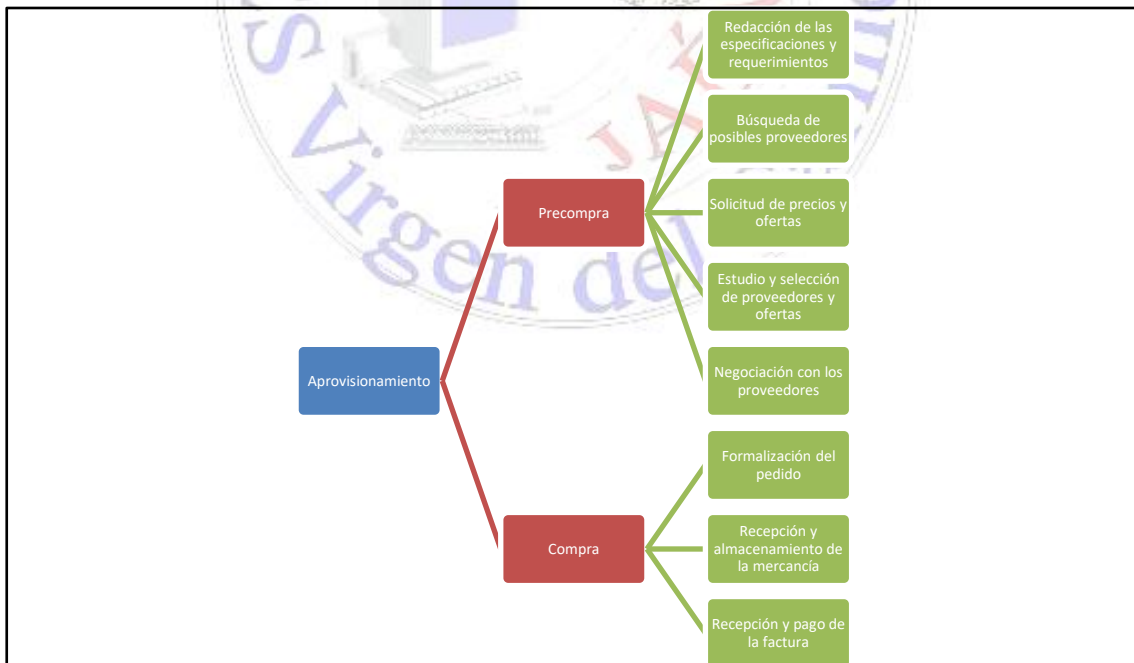 Redacción de las
especificaciones y
requerimientos
Búsqueda de
posibles proveedores
Precompra
Solicitud de precios y
ofertas
Estudio y selección
de proveedores y
ofertas
Aprovisionamiento
Negociación con los
proveedores
Formalización del
pedido
Compra
Recepción y
almacenamiento de
la mercancía
Recepción y pago de
la factura
Virgen del